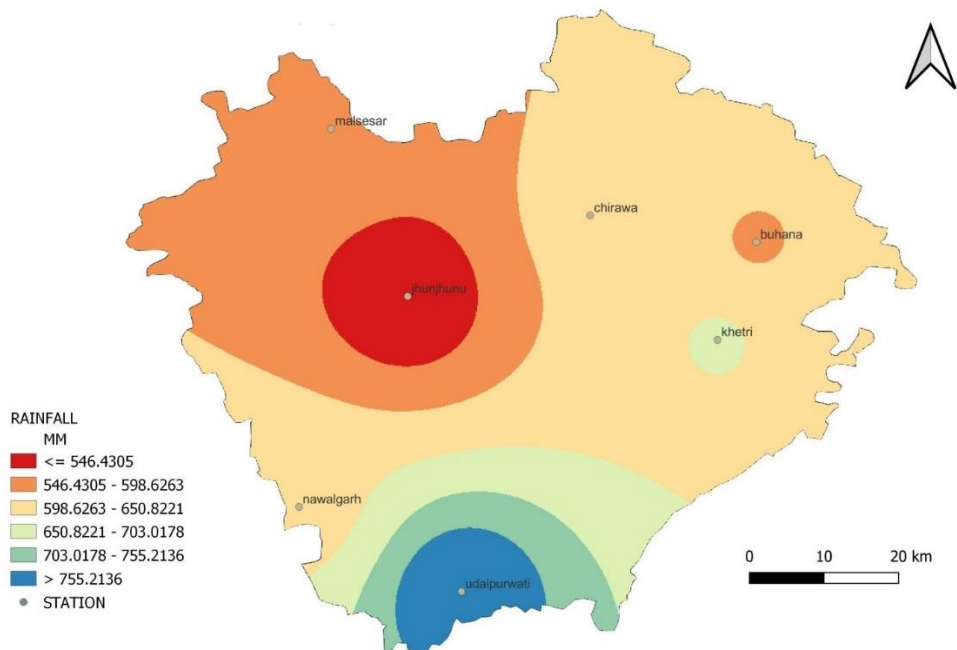 malsesar
chirawa
buhana
jhunjhunu
khetri
RAINFALL
MM
<= 546.4305
546.4305 - 598.6263
598.6263 - 650.8221
650.8221 - 703.0178
703.0178 - 755.2136
> 755.2136
STATION
nawalgarh
udaipurwati
0 10 20 km